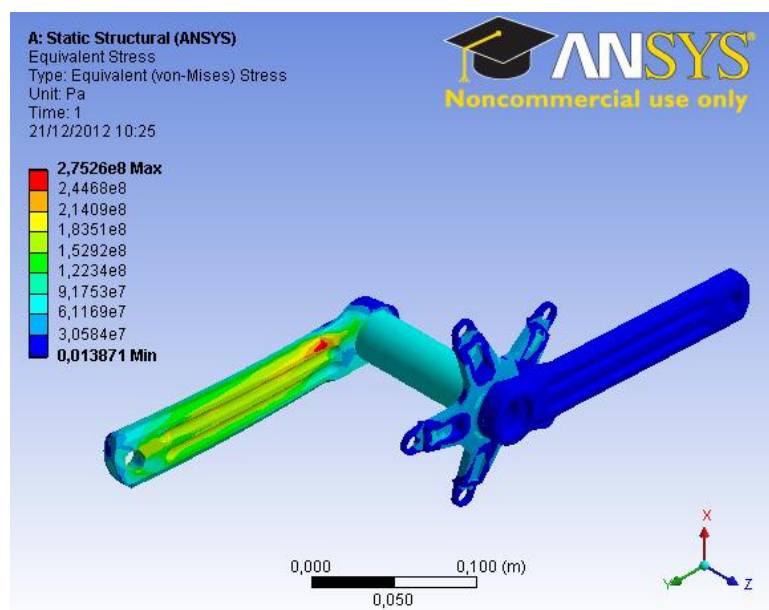 A: Static Structural (ANSYS)
Equivalent Stress
Type: Equivalent (von-Mises) Stress
Unit: Pa
Time: 1
21/12/2012 10:25
ANSYS
Noncommercial use only
2,7526e8 Max
2,4468e8
2,1409e8
1,8351e8
1,5292e8
1,2234e8
9,1753e7
6,1169e7
3,0584e7
0,013871 Min
0,000 0,100 (m)
0,050
X
Y Z